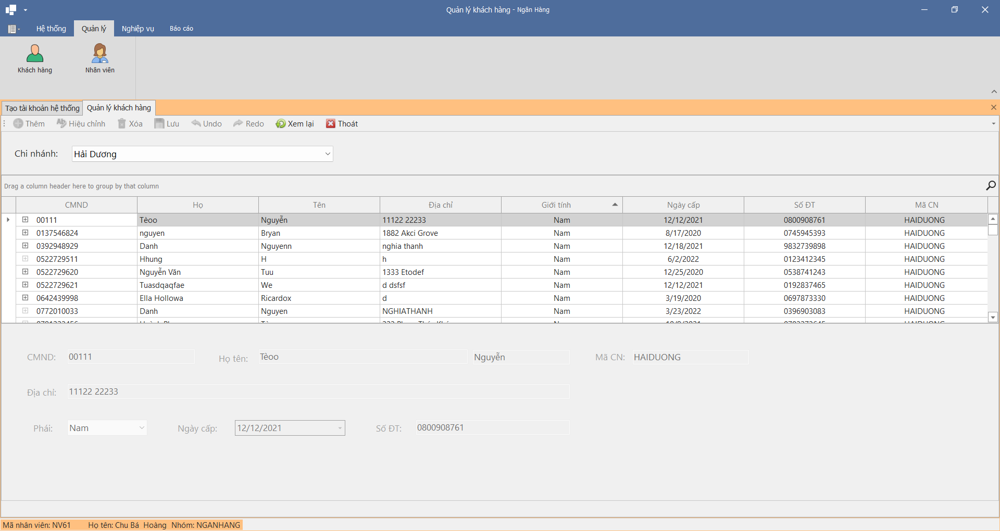 Quản lý khách hàng - Ngân Hàng
Hệ thống Quản lý Nghiệp vụ Báo cáo
Khách hàng Nhân viên
Tạo tài khoản hệ thống Quản lý khách hàng
Thêm Hiệu chỉnh Xóa Lưu Undo Redo Xem lại Thoát
Chi nhánh: Hải Dương
Drag a column header here to group by that column
CMND Họ Tên Địa chỉ Giới tính Ngày cấp Số ĐT Mã CN
00111 Tèoo Nguyễn 11122 22233 Nam 12/12/2021 0800908761 HAIDUONG
0137546824 nguyen Bryan 1882 Akci Grove Nam 8/17/2020 0745945393 HAIDUONG
0392948929 Danh Nguyenn nghia thanh Nam 12/18/2021 9832739898 HAIDUONG
0522729511 Hhung H h Nam 6/2/2022 0123412345 HAIDUONG
0522729620 Nguyễn Văn Tuu 1333 Etodef Nam 12/25/2020 0538741243 HAIDUONG
0522729621 Tuasdqaqfae We d dsfsf Nam 12/12/2021 0192837465 HAIDUONG
0642439998 Ella Hollowa Ricardox d Nam 3/19/2020 0697873330 HAIDUONG
0772010033 Danh Nguyen NGHIATHANH Nam 3/23/2022 0396903083 HAIDUONG
CMND: 00111 Họ tên: Tèoo Nguyễn Mã CN: HAIDUONG
Địa chỉ: 11122 22233
Phái: Nam Ngày cấp: 12/12/2021 Số ĐT: 0800908761
Mã nhân viên: NV61 Họ tên: Chu Bá Hoàng Nhóm: NGANHANG